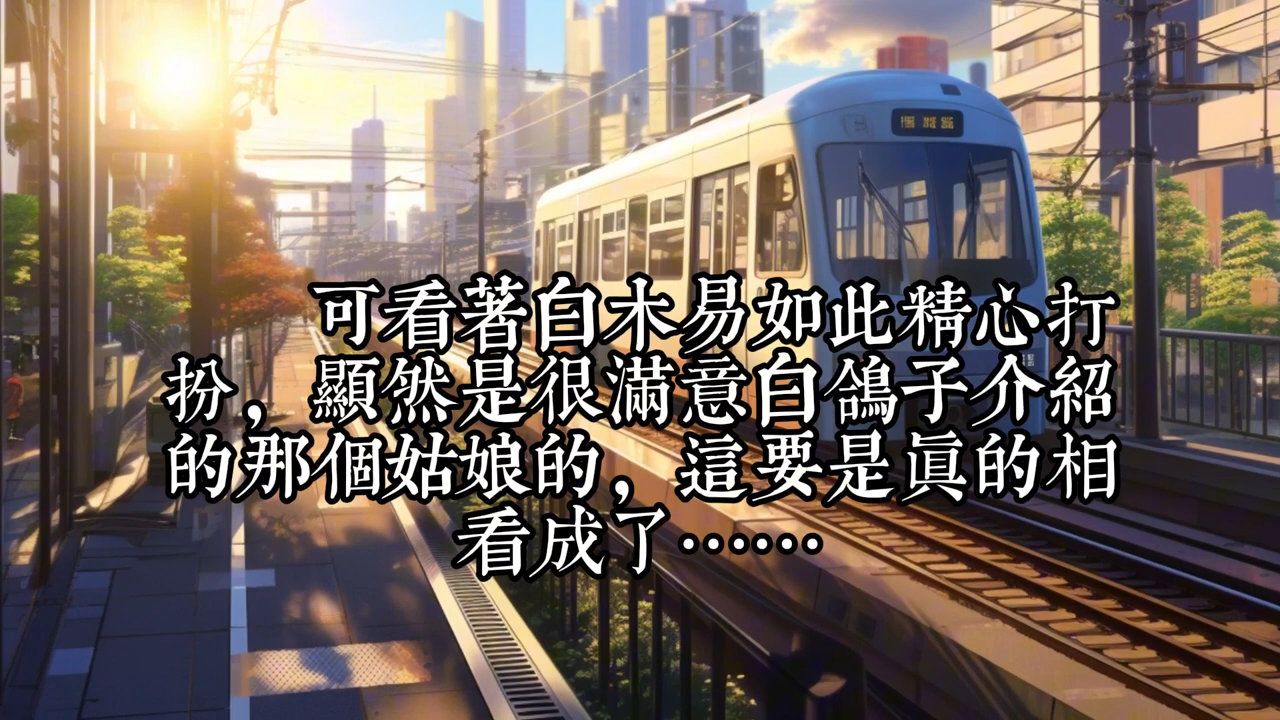 可看著白木易如此精心打
扮，顯然是很滿意白鴿子介紹
的那個姑娘的，這要是眞的相
看成了……